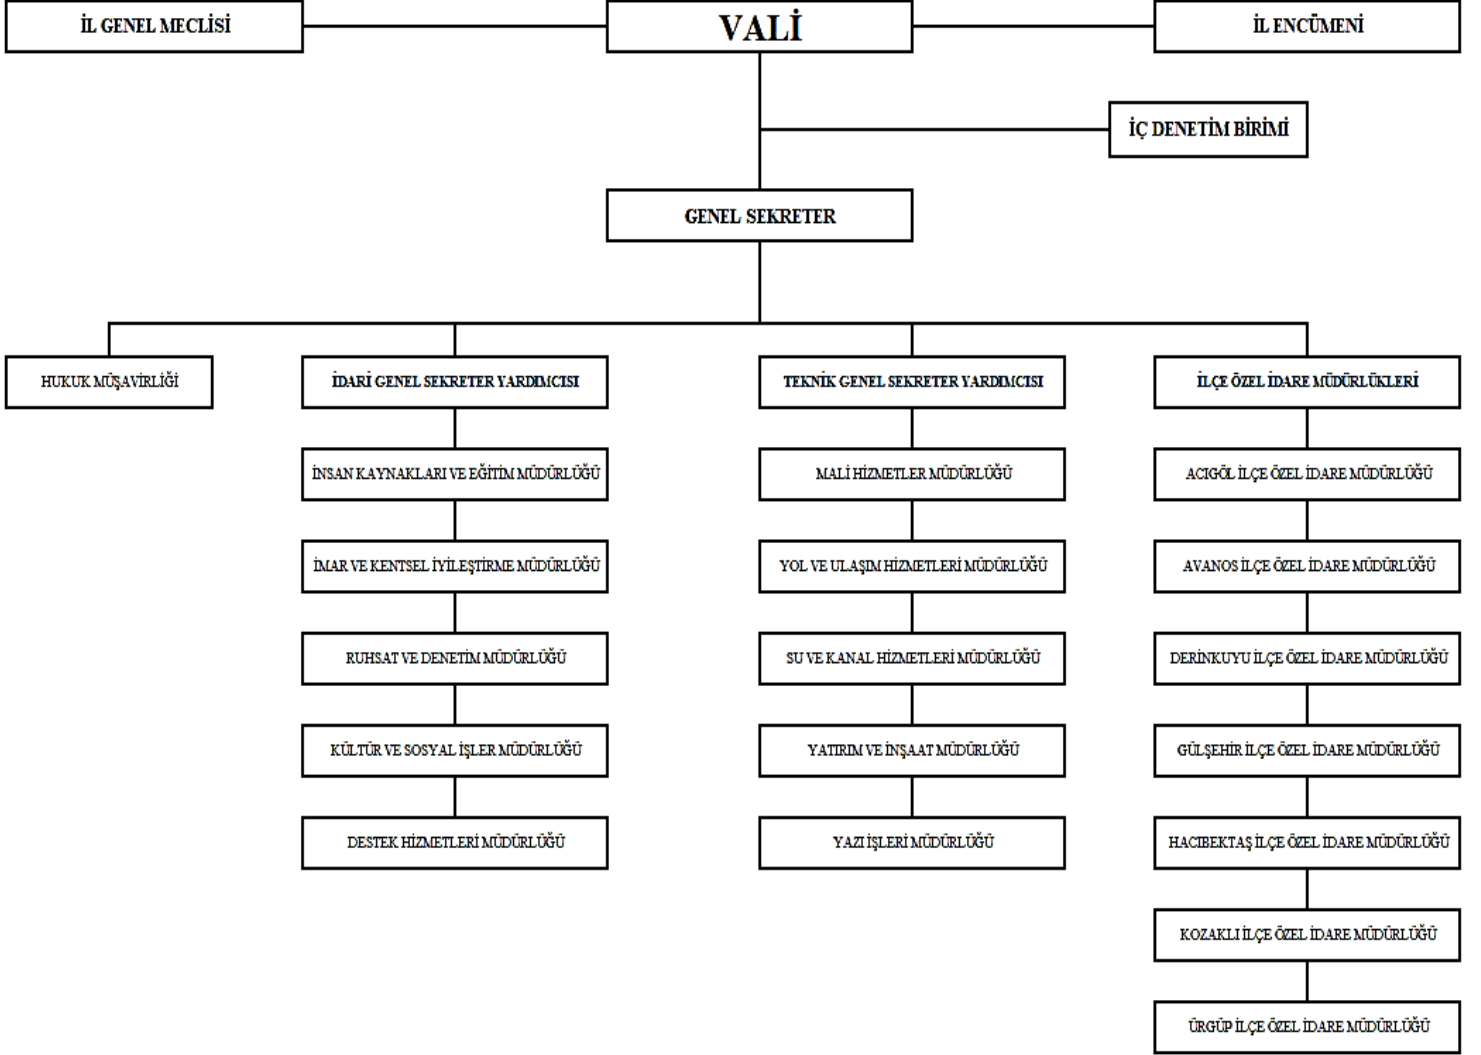 İL GENEL MECLİSİ
VALİ
İL ENCÜMENİ
İÇ DENETİM BİRİMİ
GENEL SEKRETER
HUKUK MÜŞAVİRLİĞİ
İDARİ GENEL SEKRETER YARDIMCISI
TEKNİK GENEL SEKRETER YARDIMCISI
İLÇE ÖZEL İDARE MÜDÜRLÜKLERİ
İNSAN KAYNAKLARI VE EĞİTİM MÜDÜRLÜĞÜ
MALİ HİZMETLER MÜDÜRLÜĞÜ
ACIGÖL İLÇE ÖZEL İDARE MÜDÜRLÜĞÜ
İMAR VE KENTSEL İYİLEŞTİRME MÜDÜRLÜĞÜ
YOL VE ULAŞIM HİZMETLERİ MÜDÜRLÜĞÜ
AVANOS İLÇE ÖZEL İDARE MÜDÜRLÜĞÜ
RUHSAT VE DENETİM MÜDÜRLÜĞÜ
SU VE KANAL HİZMETLERİ MÜDÜRLÜĞÜ
DERİNKUYU İLÇE ÖZEL İDARE MÜDÜRLÜĞÜ
KÜLTÜR VE SOSYAL İŞLER MÜDÜRLÜĞÜ
YATIRIM VE İNŞAAT MÜDÜRLÜĞÜ
GÜLŞEHİR İLÇE ÖZEL İDARE MÜDÜRLÜĞÜ
DESTEK HİZMETLERİ MÜDÜRLÜĞÜ
YAZI İŞLERİ MÜDÜRLÜĞÜ
HACIBEKTAŞ İLÇE ÖZEL İDARE MÜDÜRLÜĞÜ
KOZAKLI İLÇE ÖZEL İDARE MÜDÜRLÜĞÜ
ÜRGÜP İLÇE ÖZEL İDARE MÜDÜRLÜĞÜ